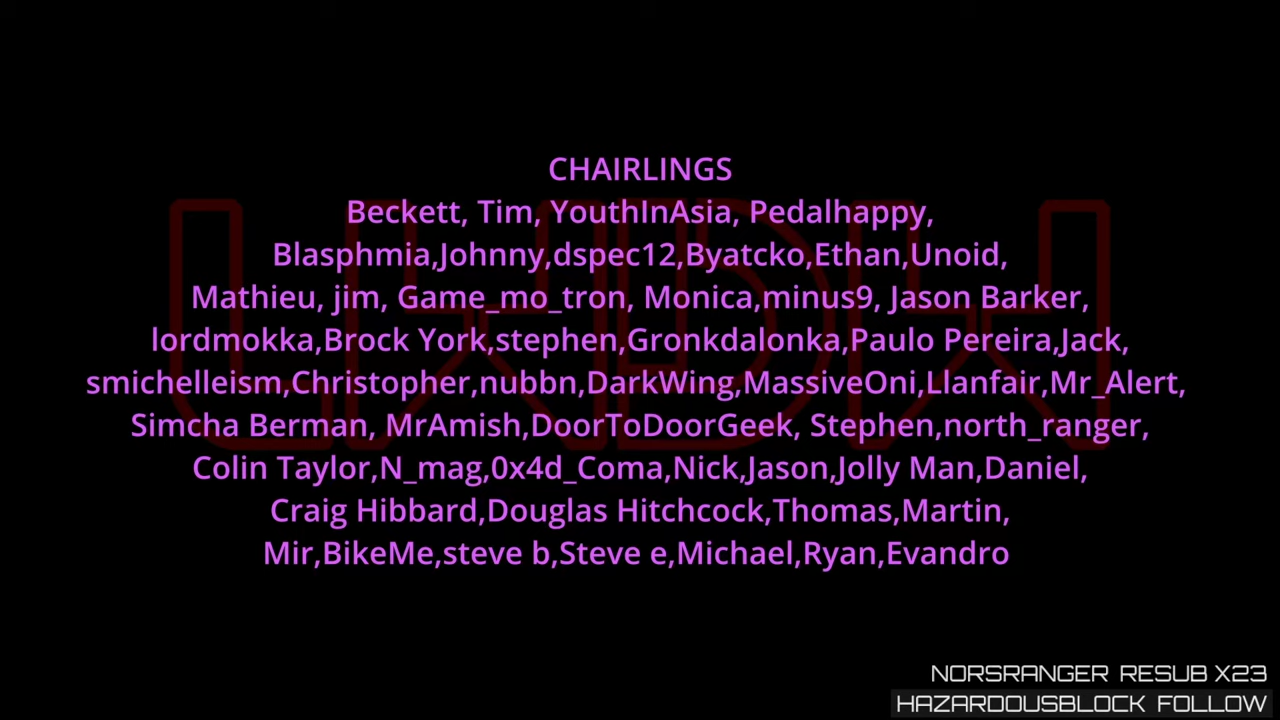 CHAIRLINGS
Beckett, Tim, YouthInAsia, Pedalhappy,
Blasphmia,Johnny,dspec12,Byatcko,Ethan,Unoid,
Mathieu, jim, Game_mo_tron, Monica,minus9, Jason Barker,
lordmokka,Brock York,stephen,Gronkdalonka,Paulo Pereira,Jack,
smichelleism,Christopher,nubbn,DarkWing,MassiveOni,Llanfair,Mr_Alert,
Simcha Berman, MrAmish,DoorToDoorGeek, Stephen,north_ranger,
Colin Taylor,N_mag,0x4d_Coma,Nick,Jason,Jolly Man,Daniel,
Craig Hibbard,Douglas Hitchcock,Thomas,Martin,
Mir,BikeMe,steve b,Steve e,Michael,Ryan,Evandro
NORSRANGER RESUB X23
HAZARDOUSBLOCK FOLLOW